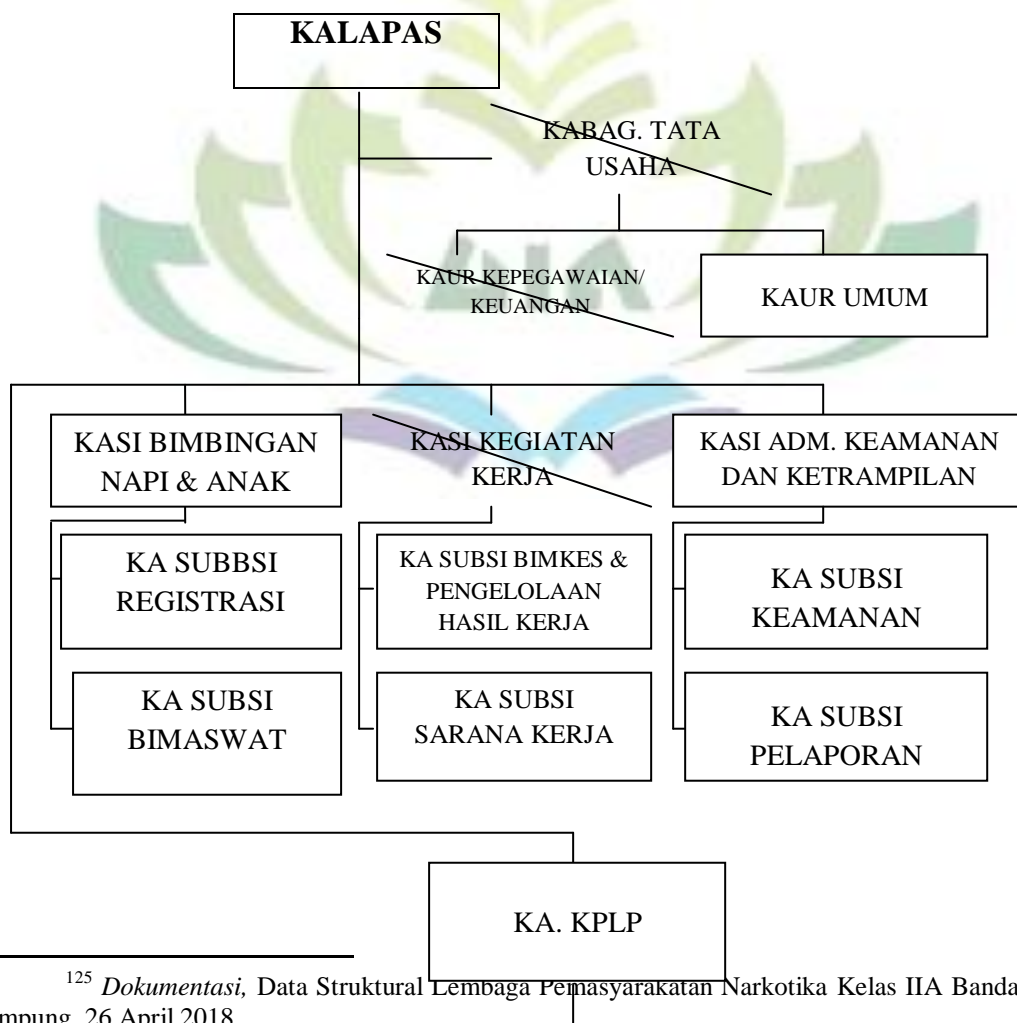 KALAPAS
KABAG. TATA
USAHA
KAUR KEPEGAWAIAN/
KEUANGAN
KAUR UMUM
KASI BIMBINGAN
NAPI & ANAK
KASI KEGIATAN
KERJA
KASI ADM. KEAMANAN
DAN KETRAMPILAN
KA SUBBSI
REGISTRASI
KA SUBSI BIMKES &
PENGELOLAAN
HASIL KERJA
KA SUBSI
KEAMANAN
KA SUBSI
BIMASWAT
KA SUBSI
SARANA KERJA
KA SUBSI
PELAPORAN
KA. KPLP
125 Dokumentasi, Data Struktural Lembaga Pemasyarakatan Narkotika Kelas IIA Banda
mpung, 26 April 2018